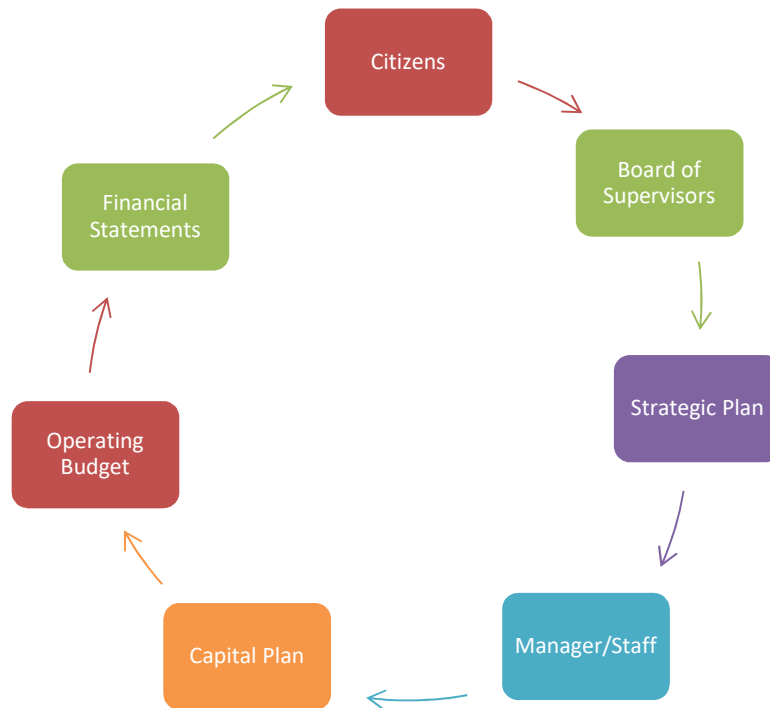 Citizens
Board of
Supervisors
Strategic Plan
Manager/Staff
Capital Plan
Operating
Budget
Financial
Statements